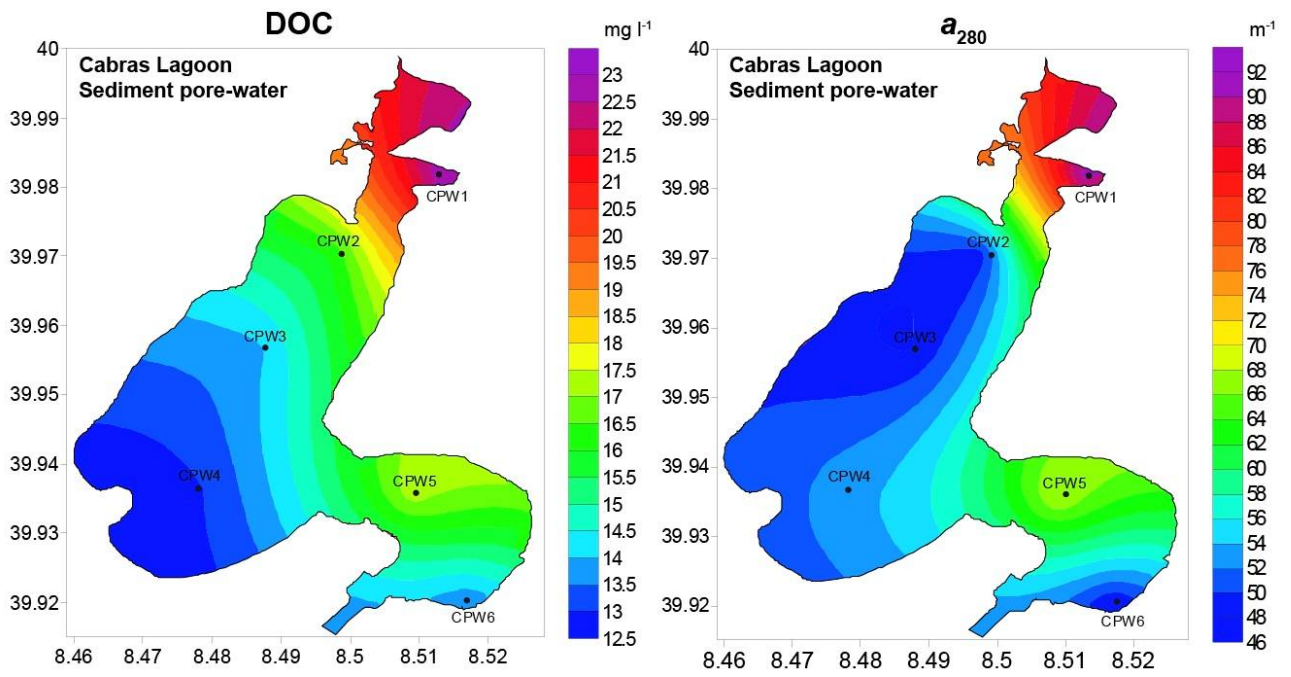 DOC
mg l⁻¹
Cabras Lagoon
Sediment pore-water
40
39.99
39.98
39.97
39.96
39.95
39.94
39.93
39.92
8.46 8.47 8.48 8.49 8.5 8.51 8.52
CPW1
CPW2
CPW3
CPW4
CPW5
CPW6
23
22.5
22
21.5
21
20.5
20
19.5
19
18.5
18
17.5
17
16.5
16
15.5
15
14.5
14
13.5
13
12.5
a₂₈₀
m⁻¹
Cabras Lagoon
Sediment pore-water
40
39.99
39.98
39.97
39.96
39.95
39.94
39.93
39.92
8.46 8.47 8.48 8.49 8.5 8.51 8.52
CPW1
CPW2
CPW3
CPW4
CPW5
CPW6
92
90
86
84
82
80
78
76
74
72
70
68
66
64
62
60
58
56
54
52
50
48
46